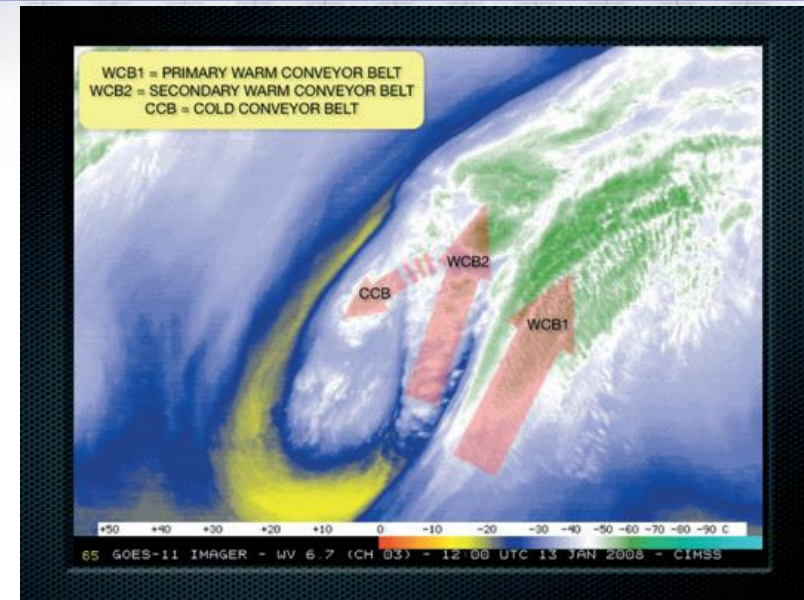 WCB1 = PRIMARY WARM CONVEYOR BELT
WCB2 = SECONDARY WARM CONVEYOR BELT
CCB = COLD CONVEYOR BELT
WCB2
CCB
WCB1
+50 +40 +30 +20 +10 0 -10 -20 -30 -40 -50 -60 -70 -80 -90 C
65 GOES-11 IMAGER - WV 6.7 (CH 03) - 12:00 UTC 13 JAN 2008 - CIMSS